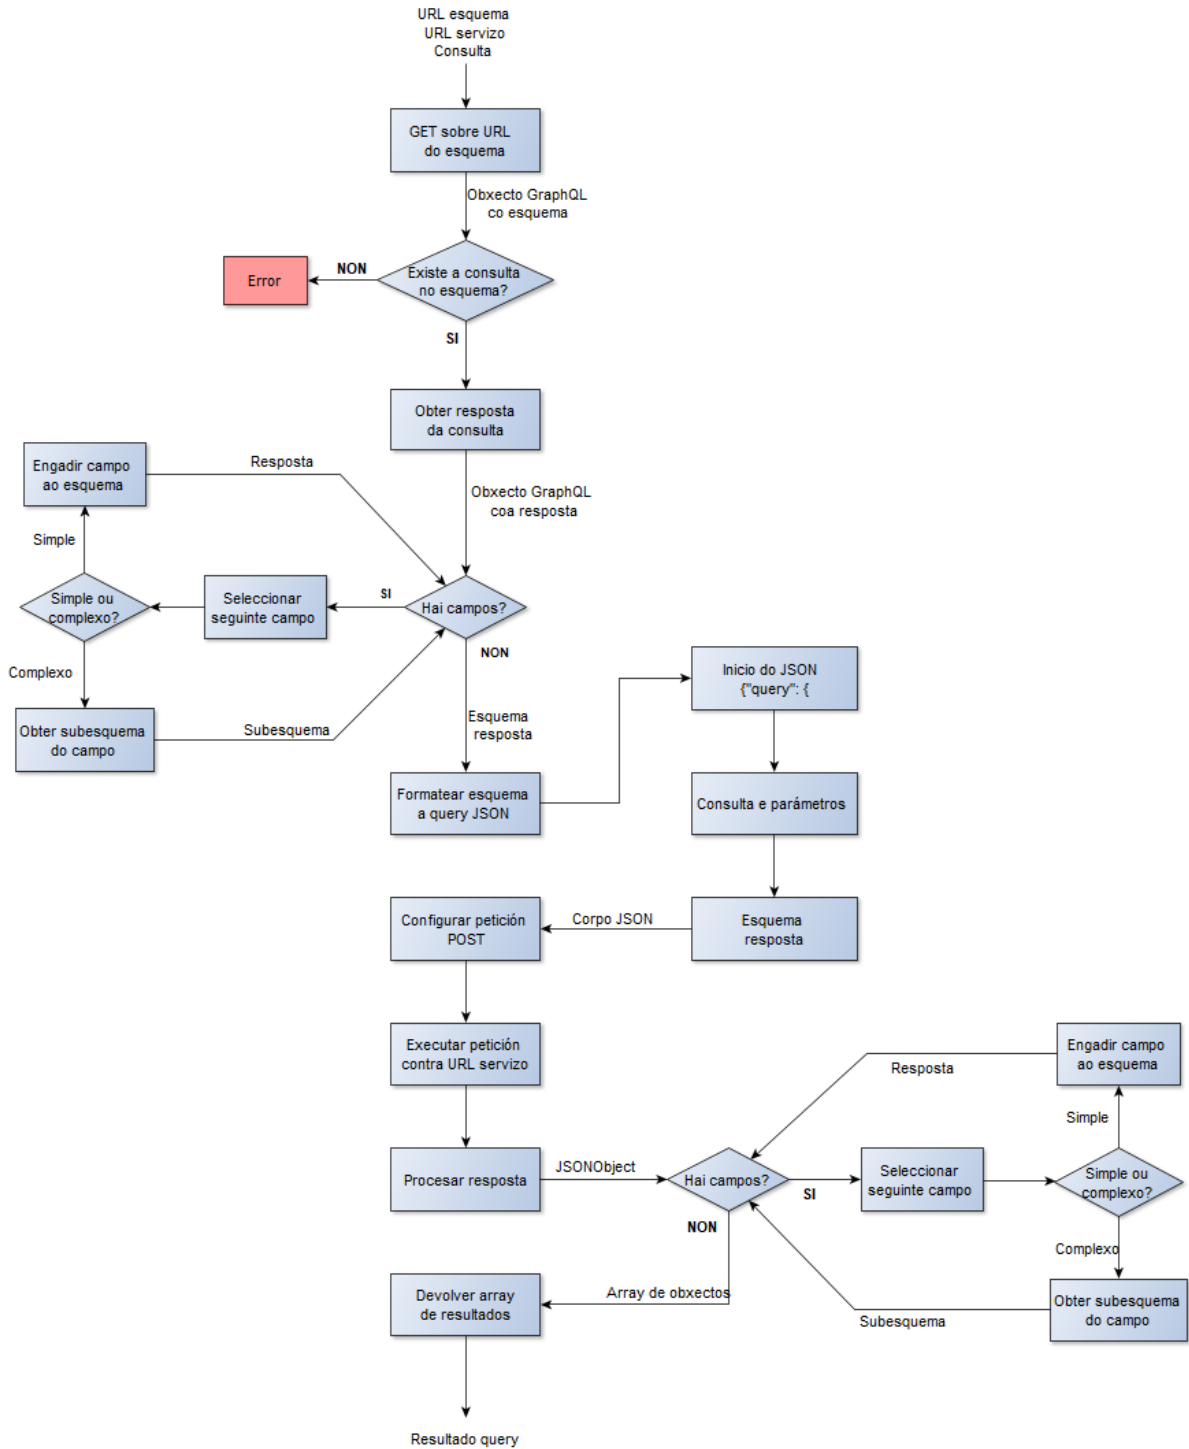 URL esquema
URL servizo
Consulta
GET sobre URL
do esquema
Obxecto GraphQL
co esquema
Existe a consulta
no esquema?
NON
Error
SI
Obter resposta
da consulta
Obxecto GraphQL
coa resposta
Engadir campo
ao esquema
Resposta
Simple
Simple ou
complexo?
Seleccionar
seguinte campo
SI
Hai campos?
Complexo
NON
Obter subesquema
do campo
Subesquema
Esquema
resposta
Formatear esquema
a query JSON
Inicio do JSON
{"query": {
Consulta e parámetros
Esquema
resposta
Corpo JSON
Configurar petición
POST
Executar petición
contra URL servizo
Procesar resposta
JSONObject
Hai campos?
SI
Seleccionar
seguinte campo
Simple ou
complexo?
Simple
Engadir campo
ao esquema
Resposta
Complexo
Obter subesquema
do campo
Subesquema
NON
Array de obxectos
Devolver array
de resultados
Resultado query